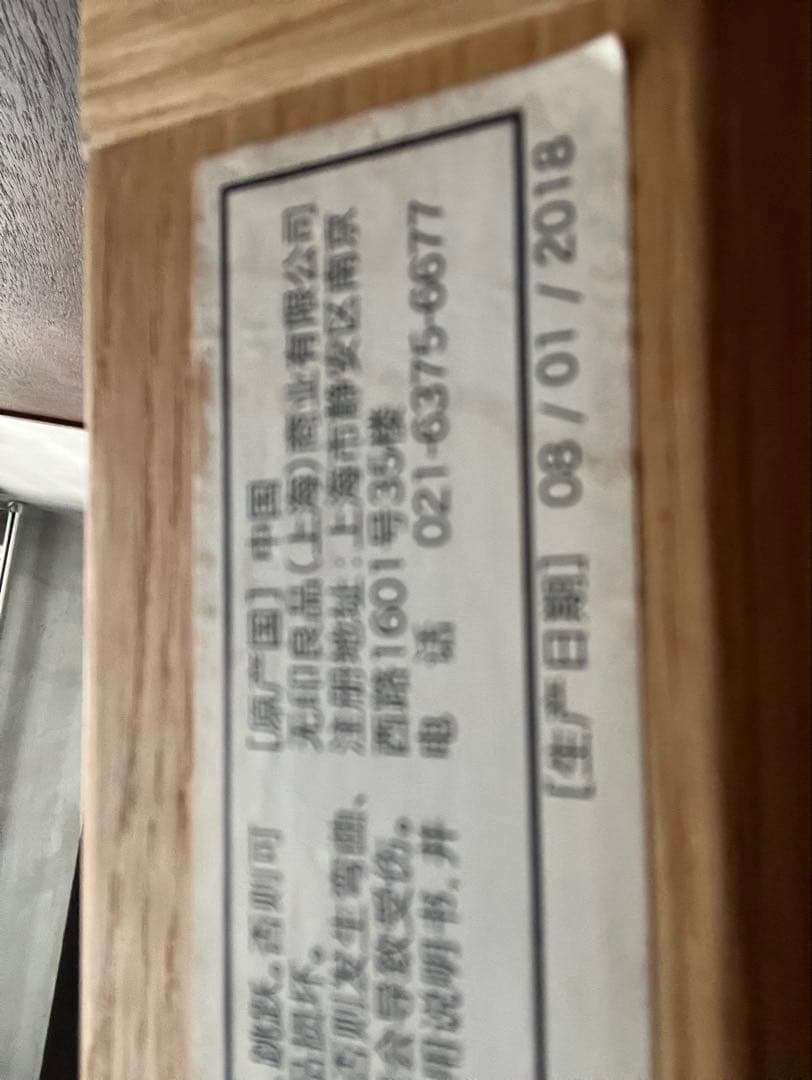 [原产国] 中国
无印良品(上海)商业有限公司
注册地址:上海市静安区南京
西路1601号35楼
电 话 021-6375-6677
跳跃。否则可
损坏。
否则发生弯曲、
会导致受伤。
用说明书,并
[生产日期] 08 / 01 / 2018